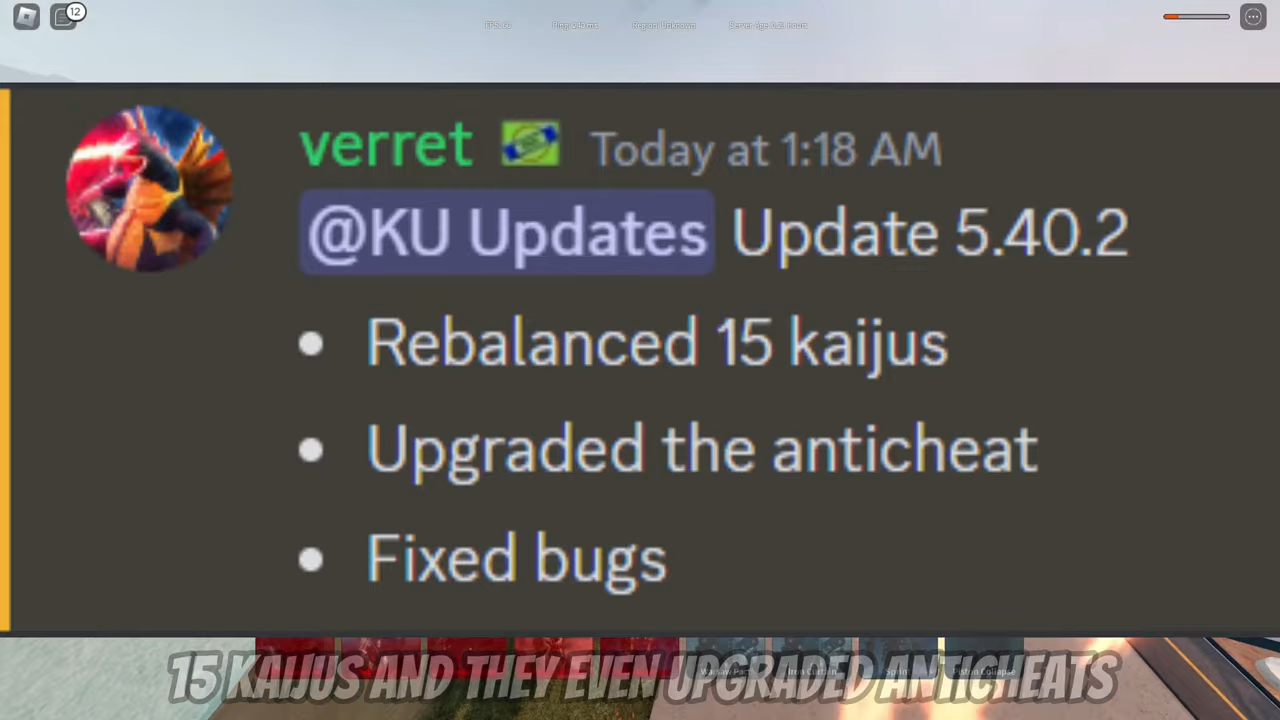 12
verret Today at 1:18 AM
@KU Updates Update 5.40.2
• Rebalanced 15 kaijus
• Upgraded the anticheat
• Fixed bugs
15 KAIJUS AND THEY EVEN UPGRADED ANTICHEATS